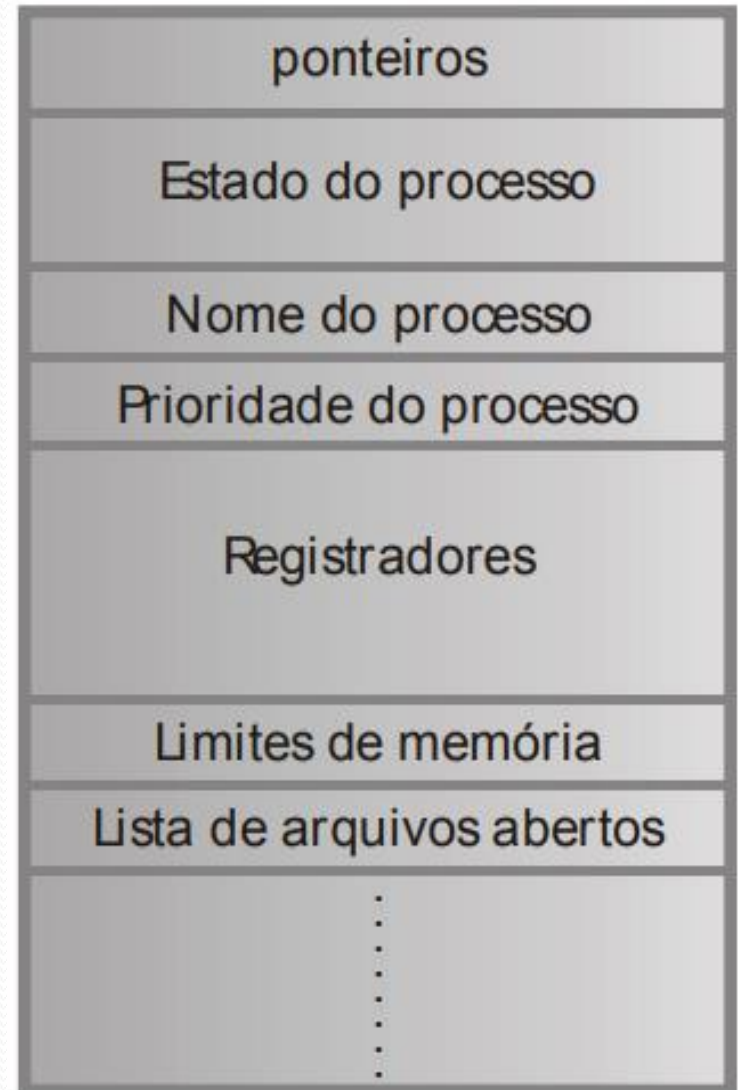 ponteiros
Estado do processo
Nome do processo
Prioridade do processo
Registradores
Limites de memória
Lista de arquivos abertos